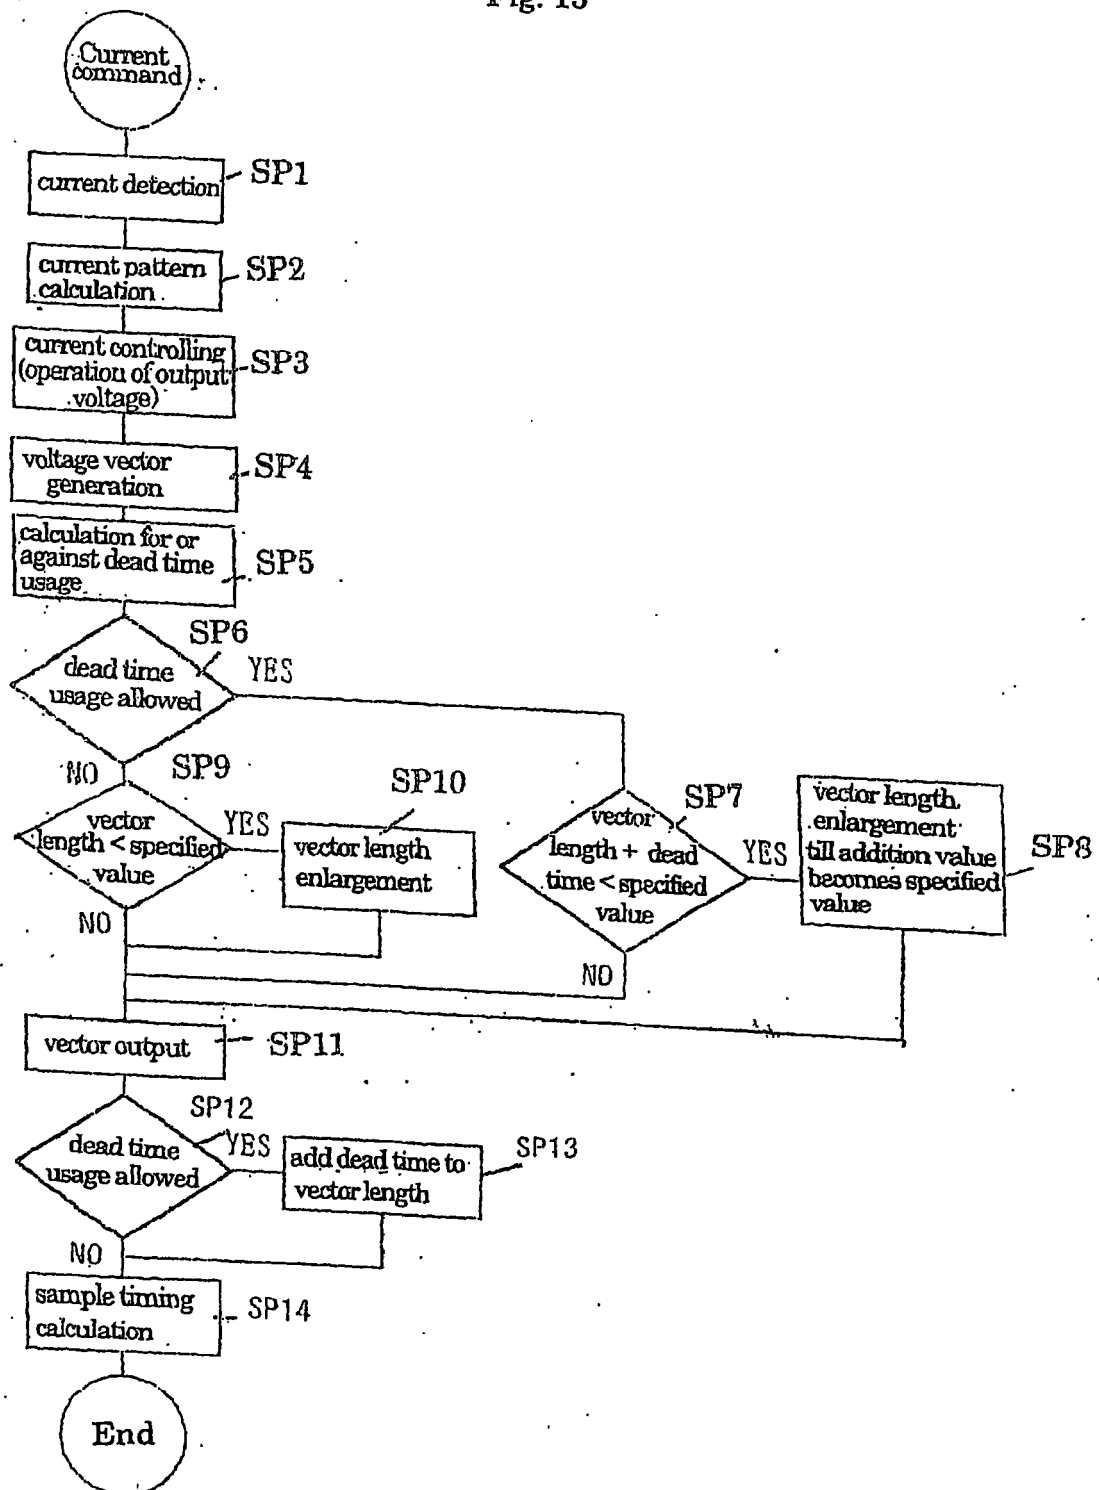 Fig. 15
Current
command
current detection
SP1
current pattern
calculation
SP2
current controlling
(operation of output
voltage)
SP3
voltage vector
generation
SP4
calculation for or
against dead time
usage
SP5
SP6
dead time
usage allowed
YES
NO
SP9
vector
length < specified
value
YES
NO
SP10
vector length
enlargement
SP7
vector
length + dead
time < specified
value
YES
NO
vector length
enlargement
till addition value
becomes specified
value
SP8
vector output
SP11
SP12
dead time
usage allowed
YES
NO
add dead time to
vector length
SP13
sample timing
calculation
SP14
End